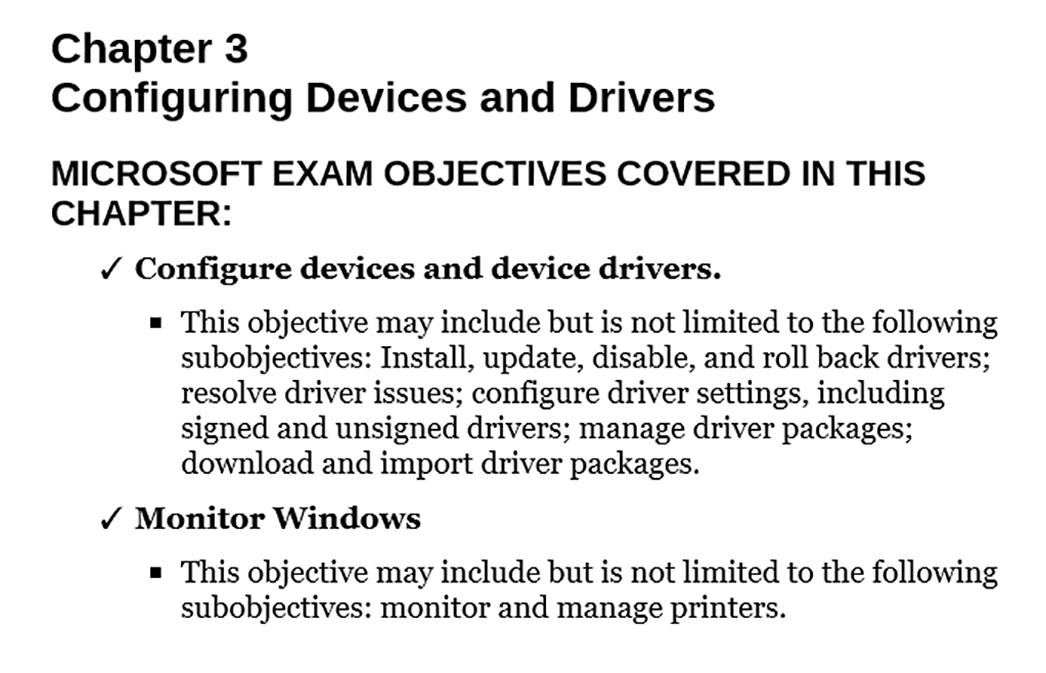 Chapter 3
Configuring Devices and Drivers
MICROSOFT EXAM OBJECTIVES COVERED IN THIS
CHAPTER:
✓ Configure devices and device drivers.
▪ This objective may include but is not limited to the following
subobjectives: Install, update, disable, and roll back drivers;
resolve driver issues; configure driver settings, including
signed and unsigned drivers; manage driver packages;
download and import driver packages.
✓ Monitor Windows
▪ This objective may include but is not limited to the following
subobjectives: monitor and manage printers.